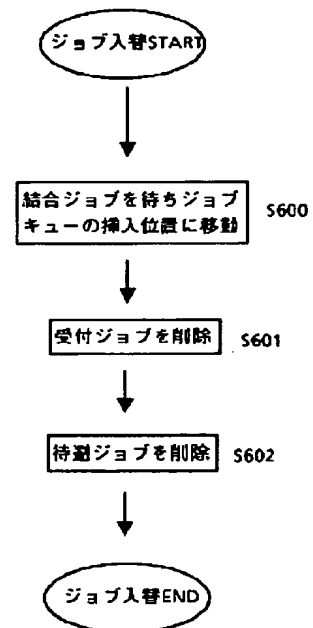 ジョブ入替START
結合ジョブを待ちジョブ
キューの挿入位置に移動
S600
受付ジョブを削除
S601
待避ジョブを削除
S602
ジョブ入替END